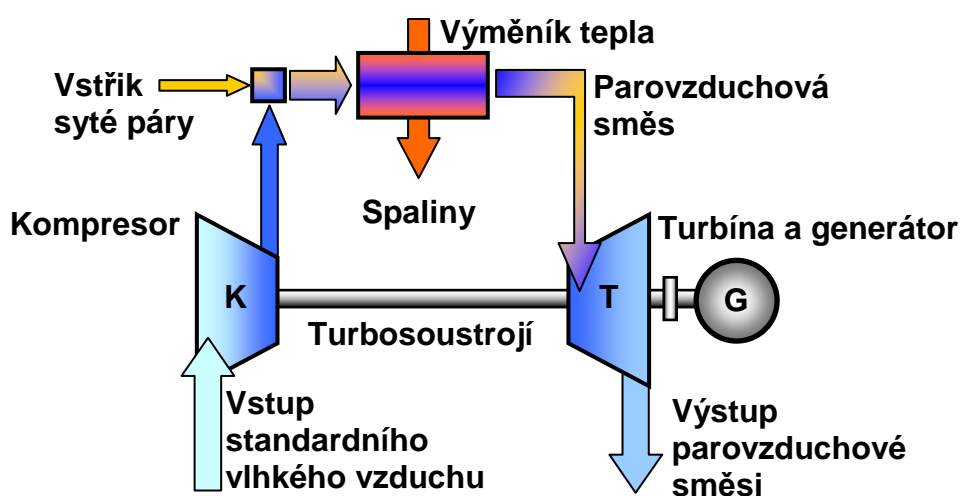 Výměník tepla
Vstřik
syté páry
Parovzduchová
směs
Spaliny
Kompresor
Turbína a generátor
K
T
G
Turbosoustrojí
Vstup
standardního
vlhkého vzduchu
Výstup
parovzduchové
směsi